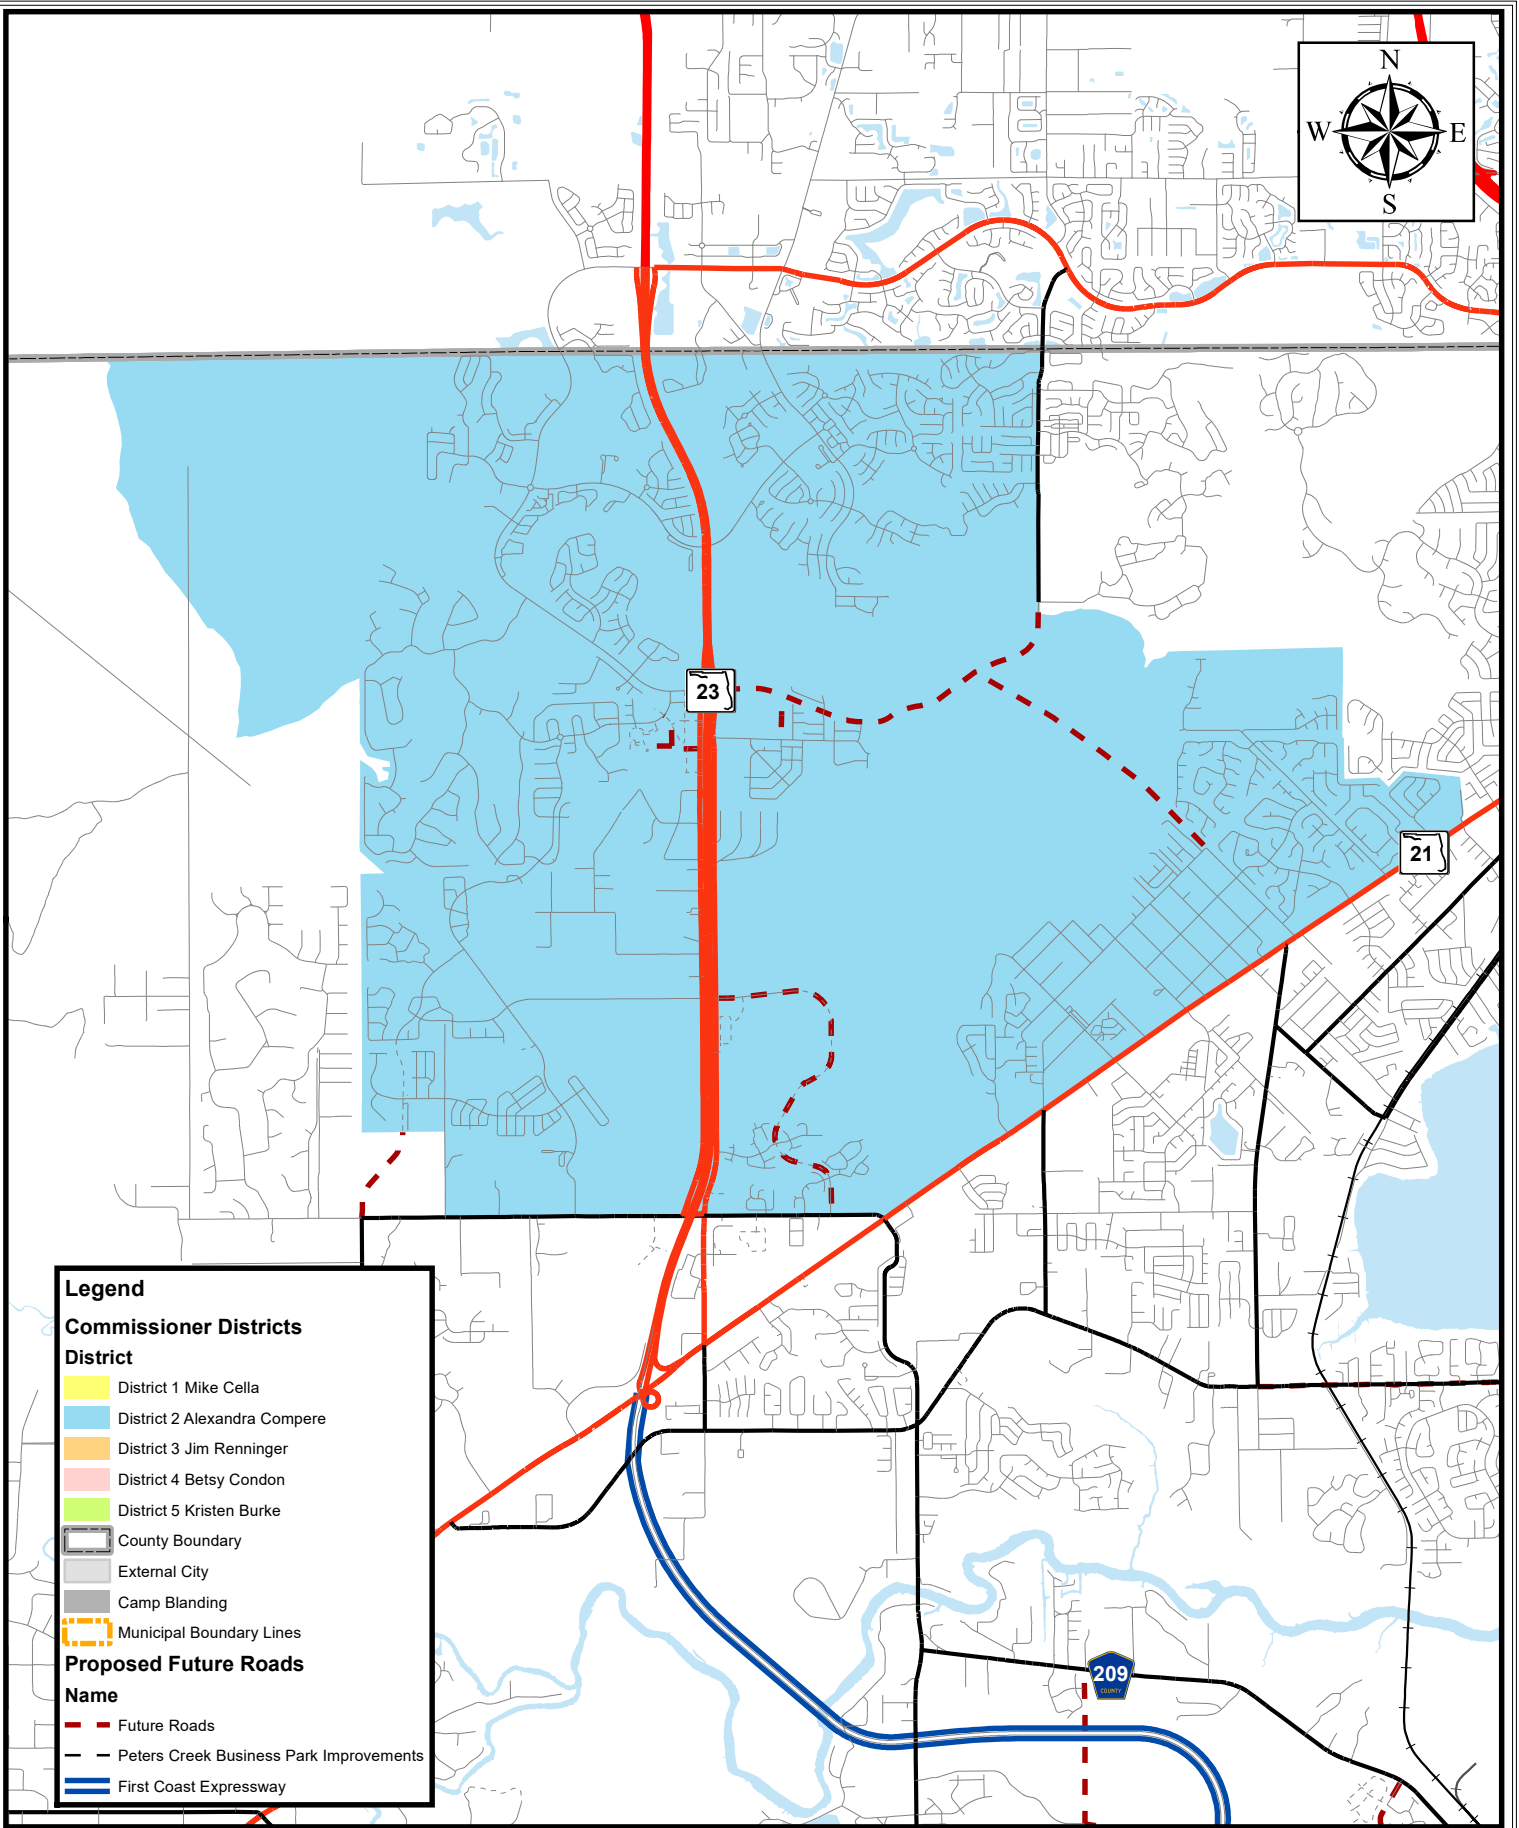 N
W E
S
23
21
Legend
Commissioner Districts
District
District 1 Mike Cella
District 2 Alexandra Compere
District 3 Jim Renninger
District 4 Betsy Condon
District 5 Kristen Burke
County Boundary
External City
Camp Blanding
Municipal Boundary Lines
Proposed Future Roads
Name
Future Roads
Peters Creek Business Park Improvements
First Coast Expressway
209
COUNTY